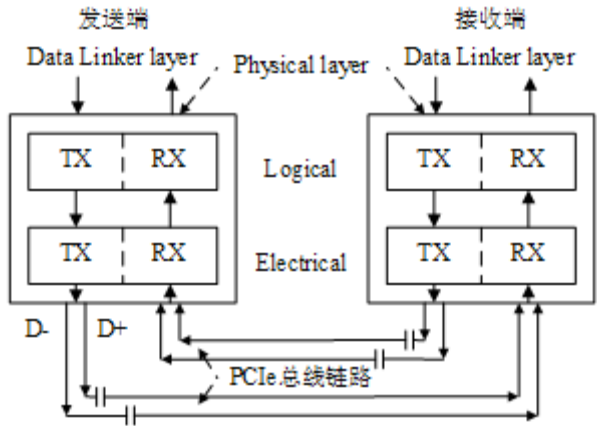 发送端
接收端
Data Linker layer
Physical layer
Data Linker layer
TX
RX
Logical
TX
RX
TX
RX
Electrical
TX
RX
D-
D+
PCIe总线链路